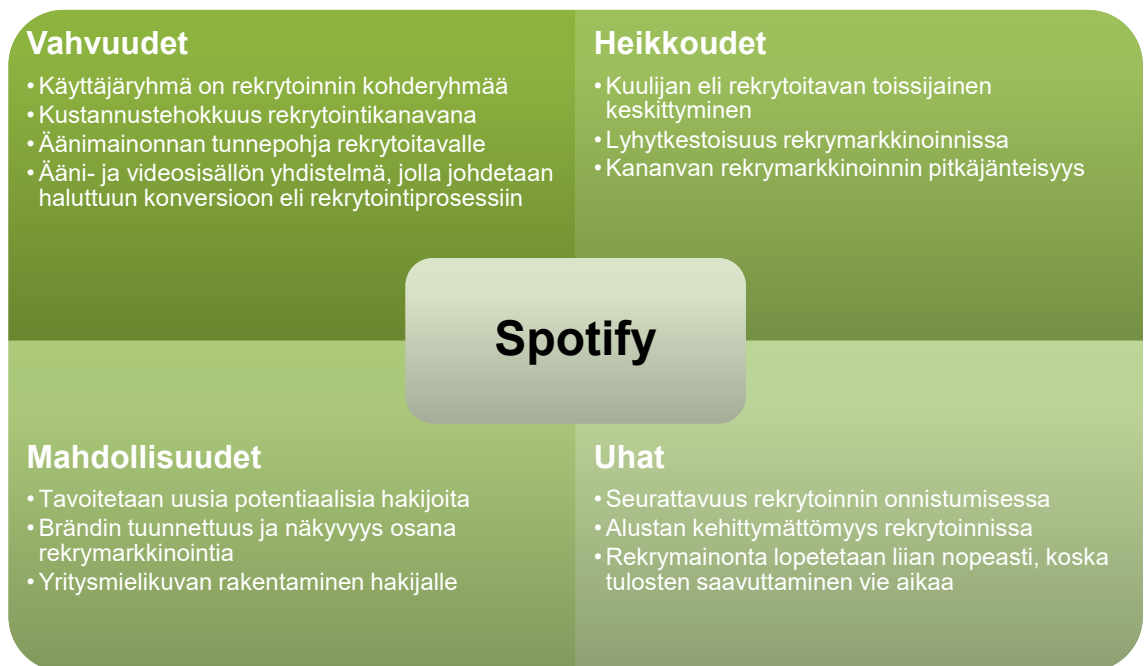 Vahvuudet
• Käyttäjäryhmä on rekrytoinnin kohderyhmää
• Kustannustehokkuus rekrytointikanavana
• Äänimainonnan tunnepohja rekrytoitavalle
• Ääni- ja videosisällön yhdistelmä, jolla johdetaan
haluttuun konversioon eli rekrytointiprosessiin
Heikkoudet
• Kuulijan eli rekrytoitavan toissijainen
keskittyminen
• Lyhytkestoisuus rekrymarkkinoinnissa
• Kananvan rekrymarkkinoinnin pitkäjänteisyys
Spotify
Mahdollisuudet
• Tavoitetaan uusia potentiaalisia hakijoita
• Brändin tuunnettuus ja näkyvyys osana
rekrymarkkinointia
• Yritysmielikuvan rakentaminen hakijalle
Uhat
• Seurattavuus rekrytoinnin onnistumisessa
• Alustan kehittymättömyys rekrytoinnissa
• Rekrymainonta lopetetaan liian nopeasti, koska
tulosten saavuttaminen vie aikaa